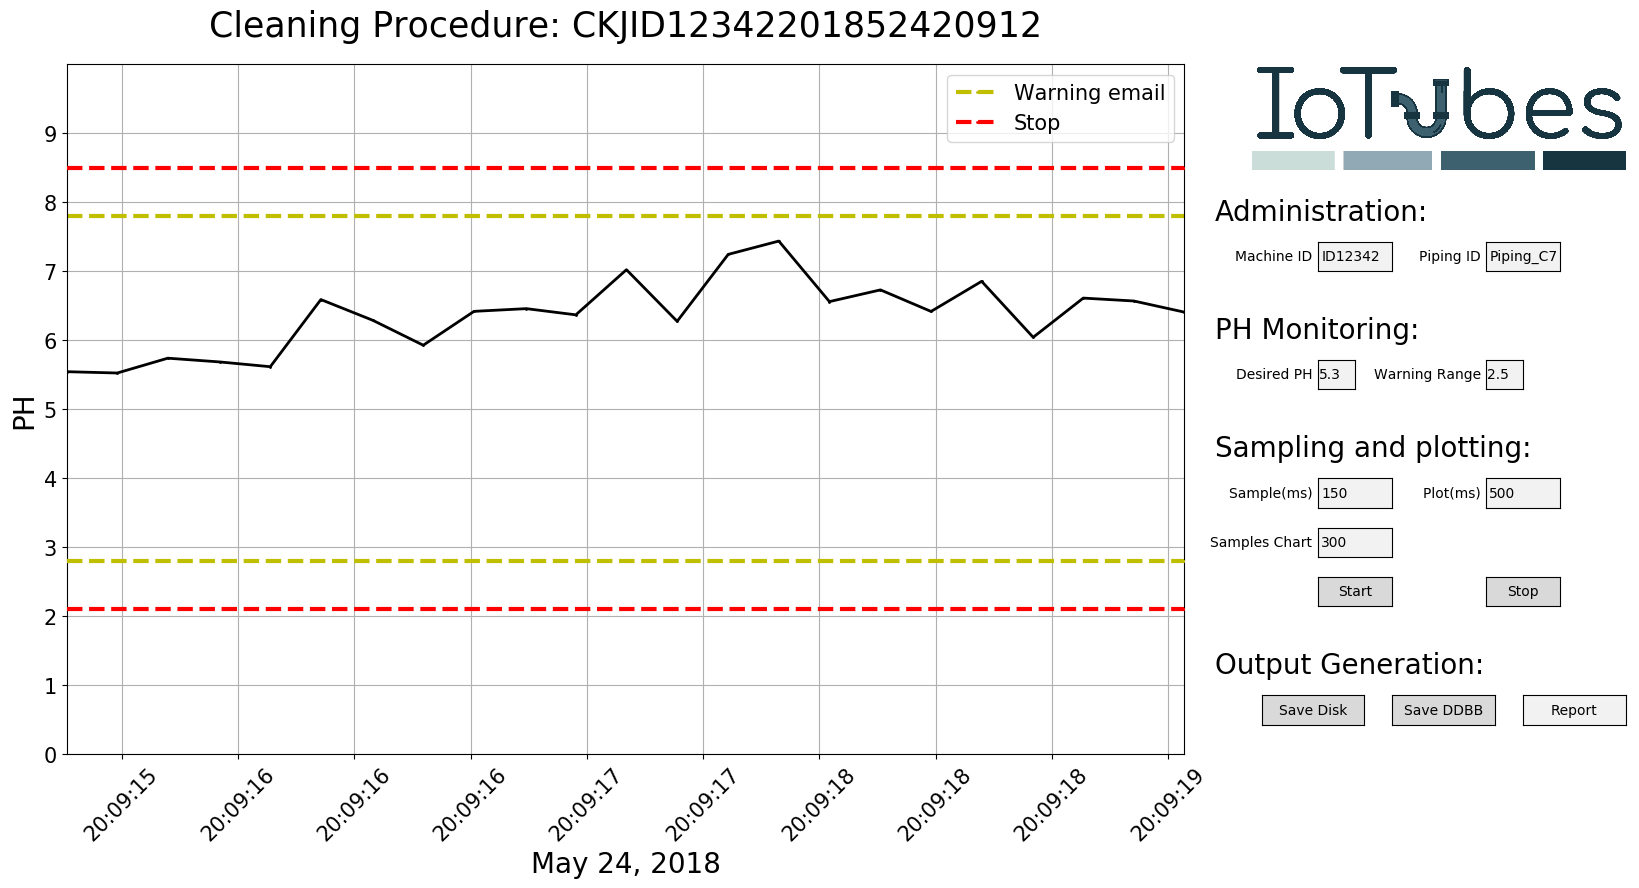 Cleaning Procedure: CKJID12342201852420912
Warning email
Stop
9
8
7
6
5
4
3
2
1
0
PH
20:09:15
20:09:16
20:09:16
20:09:16
20:09:17
20:09:17
20:09:18
20:09:18
20:09:18
20:09:19
May 24, 2018
IoTubes
Administration:
Machine ID ID12342 Piping ID Piping_C7
PH Monitoring:
Desired PH 5.3 Warning Range 2.5
Sampling and plotting:
Sample(ms) 150 Plot(ms) 500
Samples Chart 300
Start Stop
Output Generation:
Save Disk Save DDBB Report